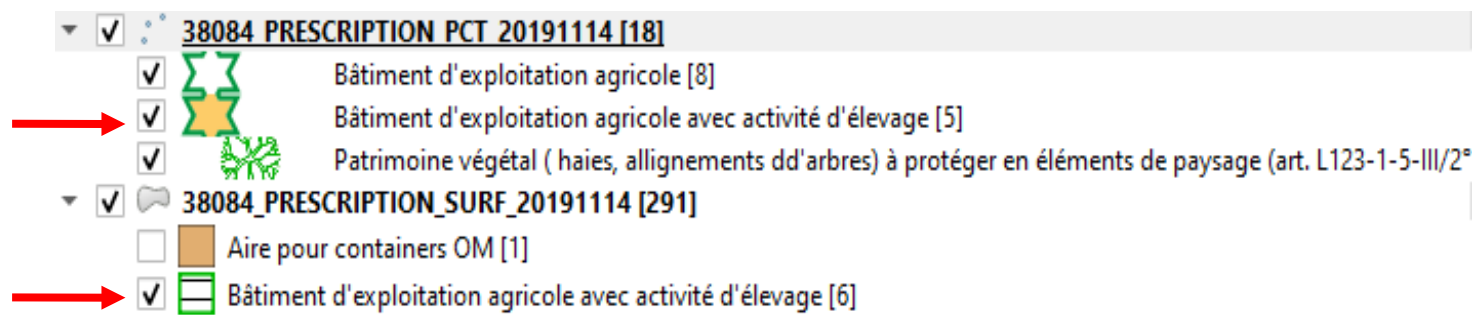 38084_PRESCRIPTION_PCT_20191114 [18]
Bâtiment d'exploitation agricole [8]
Bâtiment d'exploitation agricole avec activité d'élevage [5]
Patrimoine végétal ( haies, allignements dd'arbres) à protéger en éléments de paysage (art. L123-1-5-III/2°
38084_PRESCRIPTION_SURF_20191114 [291]
Aire pour containers OM [1]
Bâtiment d'exploitation agricole avec activité d'élevage [6]